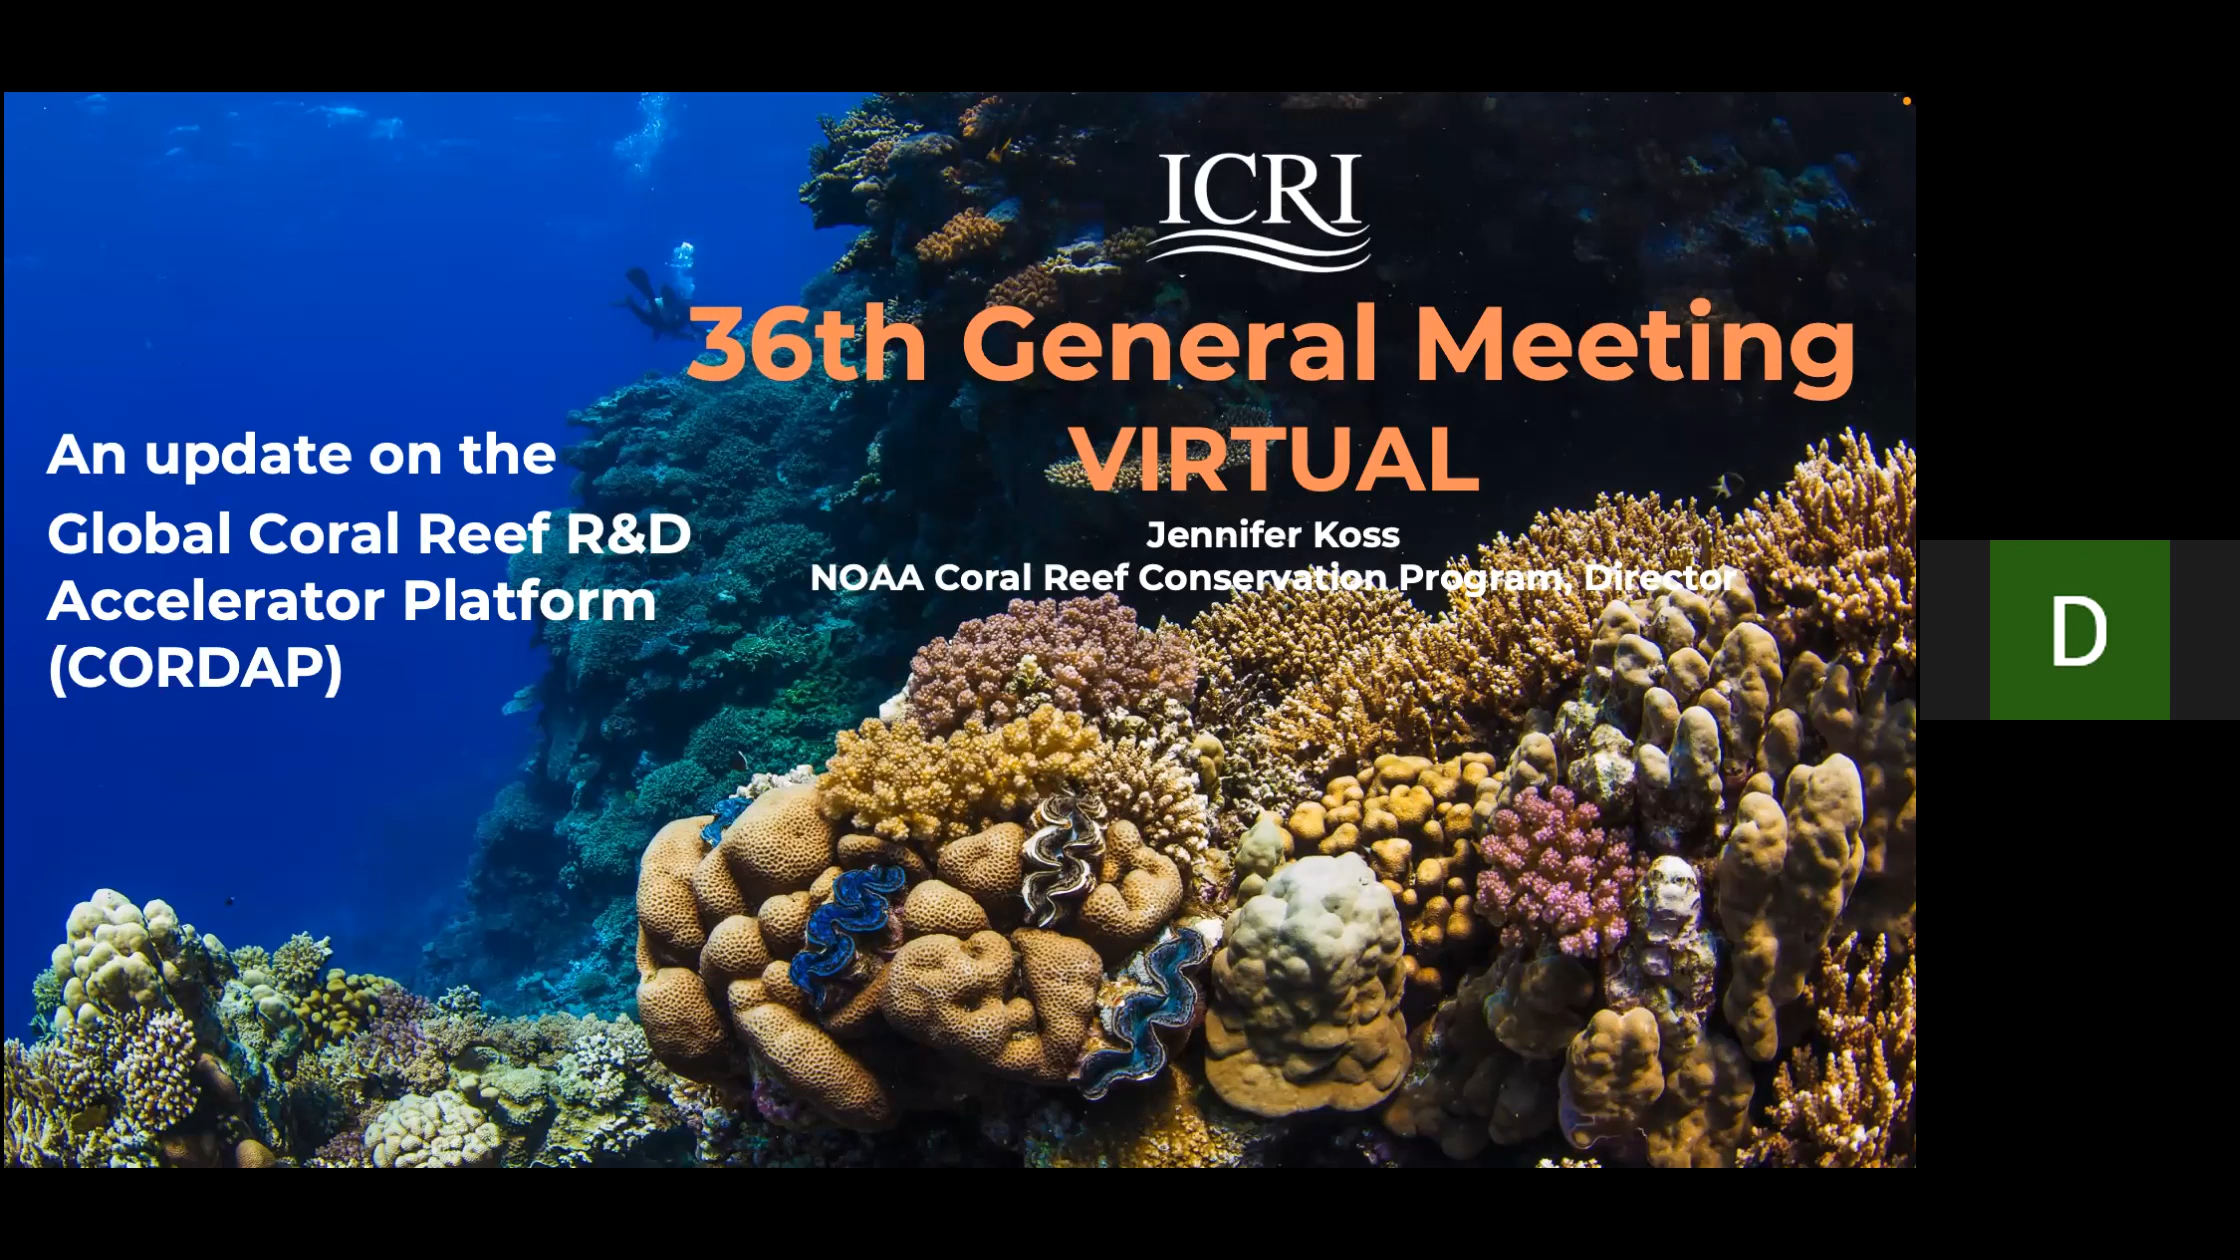 ICRI
36th General Meeting
VIRTUAL
Jennifer Koss
NOAA Coral Reef Conservation Program, Director
An update on the
Global Coral Reef R&D
Accelerator Platform
(CORDAP)
D